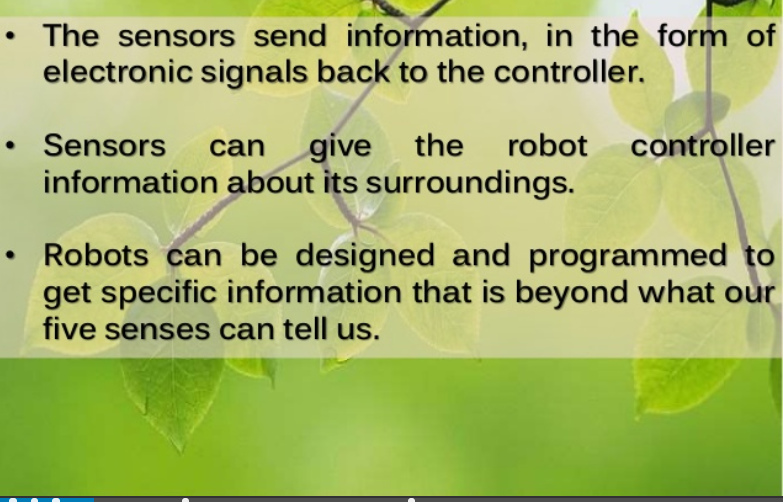 • The sensors send information, in the form of
electronic signals back to the controller.
• Sensors can give the robot controller
information about its surroundings.
• Robots can be designed and programmed to
get specific information that is beyond what our
five senses can tell us.